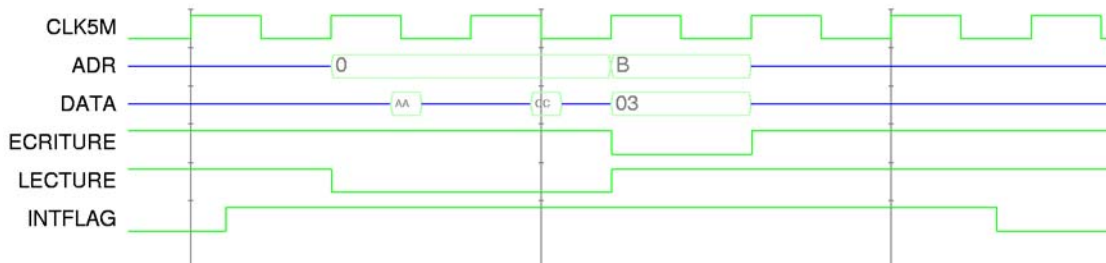 CLK5M
ADR 0 B
DATA AA CC 03
ECRITURE
LECTURE
INTFLAG